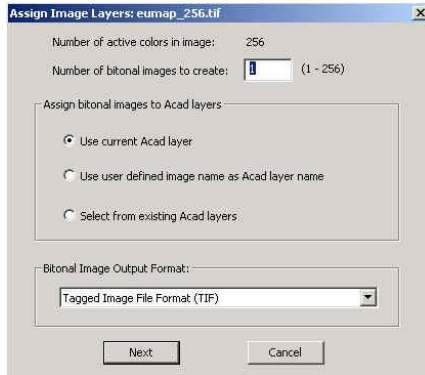 Assign Image Layers: eumap_256.tif
Number of active colors in image: 256
Number of bitonal images to create: 1 (1 - 256)
Assign bitonal images to Acad layers
Use current Acad layer
Use user defined image name as Acad layer name
Select from existing Acad layers
Bitonal Image Output Format:
Tagged Image File Format (TIF)
Next Cancel